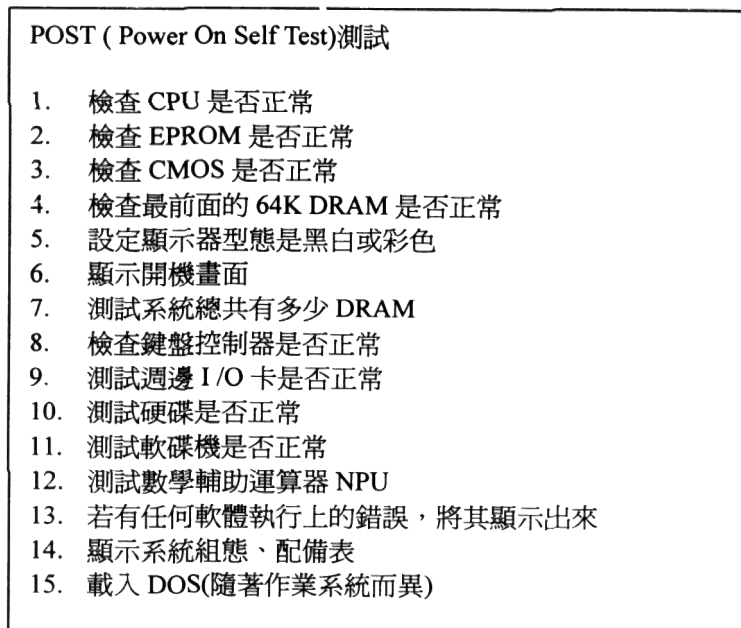 POST ( Power On Self Test)測試
1. 檢查 CPU 是否正常
2. 檢查 EPROM 是否正常
3. 檢查 CMOS 是否正常
4. 檢查最前面的 64K DRAM 是否正常
5. 設定顯示器型態是黑白或彩色
6. 顯示開機畫面
7. 測試系統總共有多少 DRAM
8. 檢查鍵盤控制器是否正常
9. 測試週邊 I /O 卡是否正常
10. 測試硬碟是否正常
11. 測試軟碟機是否正常
12. 測試數學輔助運算器 NPU
13. 若有任何軟體執行上的錯誤，將其顯示出來
14. 顯示系統組態、配備表
15. 載入 DOS(隨著作業系統而異)